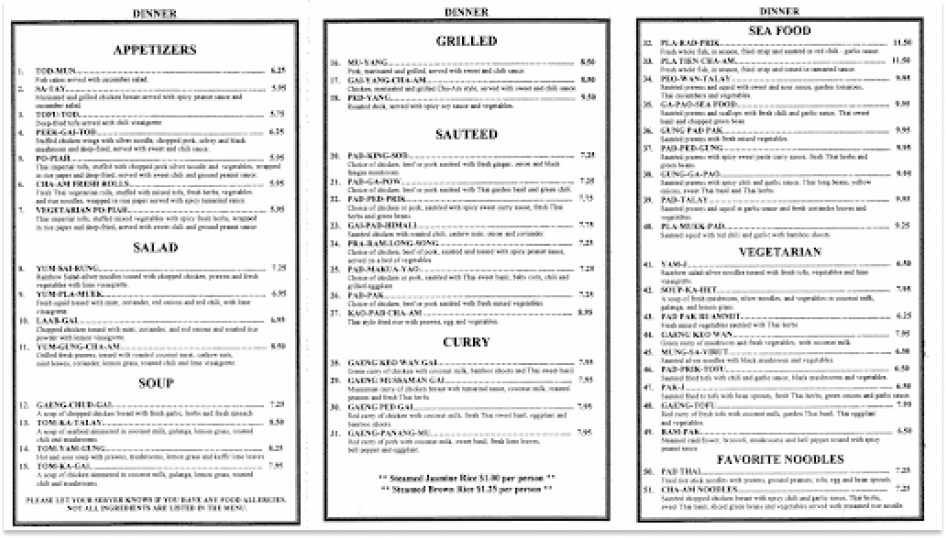 DINNER
APPETIZERS
1. TOD-MUN 6.25
Fish cakes served with cucumber salad.
2. SA-TAY 5.95
Marinated and grilled chicken breast served with spicy peanut sauce and
cucumber salad.
3. TOFU-TOD 5.75
Deep-fried tofu served with chili vinaigrette
4. PEEK-GAI-TOD 6.25
Stuffed chicken wings with silver noodle, chopped pork, celery and black
mushroom and deep-fried, served with sweet and chili sauce.
5. PO-PIAH 5.95
Thai imperial rolls, stuffed with chopped pork silver noodle and vegetables, wrapped
in rice paper and deep-fried, served with sweet chili and ground peanut sauce.
6. CHA-AM FRESH ROLLS 5.95
Fresh Thai vegetarian rolls, stuffed with mixed tofu, fresh herbs, vegetables
and rice noodles, wrapped in rice paper served with spicy tamarind sauce.
7. VEGETARIAN PO-PIAH 5.95
Thai imperial rolls, stuffed with mixed vegetables with spicy fresh herbs, wrapped
in rice paper and deep-fried, served with sweet chili and ground peanut sauce.
SALAD
8. YUM-SAI-RUNG 7.25
Rainbow Salad-silver noodles tossed with chopped chicken, prawns and fresh
vegetables with lime vinaigrette.
9. YUM-PLA-MUEK 6.95
Fresh squid tossed with mint, coriander, red onions and red chili, with lime
vinaigrette
10. LAAB-GAI 6.95
Chopped chicken tossed with mint, coriander, and red onions and roasted rice
powder with lemon vinaigrette
11. YUM-GUNG-CHA-AM 8.50
Grilled fresh prawns, tossed with roasted coconut meat, cashew nuts,
mint leaves, coriander, lemon grass, roasted chili and lime vinaigrette
SOUP
12. GAENG-CHUD-GAI 7.25
A soup of chopped chicken breast with fresh garlic, herbs and fresh spinach
13. TOM-KA-TALAY 8.50
A soup of seafood simmered in coconut milk, galanga, lemon grass, roasted
chili and mushrooms
14. TOM-YAM-GUNG 8.25
Hot and sour soup with prawns, mushrooms, lemon grass and kaffir lime leaves
15. TOM-KA-GAI 7.95
A soup of chicken simmered in coconut milk, galanga, lemon grass, roasted
chili and mushrooms.
PLEASE LET YOUR SERVER KNOWS IF YOU HAVE ANY FOOD ALLERGIES.
NOT ALL INGREDIENTS ARE LISTED IN THE MENU.
DINNER
GRILLED
16. MU-YANG 8.50
Pork, marinated and grilled, served with sweet and chili sauce.
17. GAI-YANG-CHA-AM 8.50
Chicken, marinated and grilled Cha-Am style, served with sweet and chili sauce.
18. PED-YANG 9.50
Roasted duck, served with spicy soy sauce and vegetables.
SAUTEED
20. PAD-KING-SOD 7.25
Choice of chicken, beef or pork sauteed with fresh ginger, onion and black
fungus mushroom.
21. PAD-GA-POW 7.25
Choice of chicken, beef or pork sauteed with Thai garden basil and green chili.
22. PAD-PED-PRIK 7.75
Choice of chicken or pork, sauteed with spicy sweet curry sauce, fresh Thai
herbs and green beans.
23. GAI-PAD-HIMALI 7.75
Sauteed chicken with roasted chili, cashew nuts, onion and coriander.
24. PRA-RAM-LONG-SONG 7.25
Choice of chicken, beef of pork, sauteed and tossed with spicy peanut sauce,
served on a bed of vegetables
25. PAD-MAKUA-YAO 7.25
Choice of chicken or pork, sauteed with Thai sweet basil, baby corn, chili and
grilled eggplant
26. PAD-PAK 7.25
Choice of chicken, beef or pork sauteed with fresh mixed vegetables.
27. KAO-PAD CHA-AM 8.95
Thai style fried rice with prawns, egg and vegetables.
CURRY
28. GAENG KEO WAN GAI 7.95
Green curry of chicken with coconut milk, bamboo shoots and Thai sweet basil
29. GAENG MUSSAMAN GAI 7.95
Mussaman curry of chicken breast with tamarind sauce, coconut milk, roasted
peanuts and fresh Thai herbs
30. GAENG PED GAI 7.95
Red curry of chicken with coconut milk, fresh Thai sweet basil, eggplant and
bamboo shoots.
31. GAENG-PANANG-MU 7.95
Red curry of pork with coconut milk, sweet basil, fresh lime leaves,
bell pepper and eggplant.
** Steamed Jasmine Rice $1.00 per person **
** Steamed Brown Rice $1.25 per person **
DINNER
SEA FOOD
32. PLA-RAD-PRIK 11.50
Fresh whole fish, in season, fried crisp and sauteed in red chili - garlic sauce.
33. PLA TIEN CHA-AM 11.50
Fresh whole fish, in season, fried crisp and tossed in tamarind sauce.
34. PEO-WAN-TALAY 9.95
Sauteed prawns and squid with sweet and sour sauce, garden tomatoes,
Thai cucumbers and vegetables.
35. GA-PAO-SEA FOOD 9.95
Sauteed prawns and scallops with fresh chili and garlic sauce, Thai sweet
basil and chopped green bean.
36. GUNG PAD PAK 9.95
Sauteed prawns with fresh mixed vegetables.
37. PAD-PED-GUNG 9.95
Sauteed prawns with spicy paste curry sauce, fresh Thai herbs and
green beans.
38. GUNG-GA-PAO 9.95
Sauteed prawns with spicy chili and garlic sauce, Thai long beans, yellow
onions, sweet Thai basil and Thai herbs.
39. PAD-TALAY 9.95
Sauteed prawns and squid in garlic sauce and fresh coriander leaves and
vegetables.
40. PLA-MUEK-PAD 9.25
Sauteed squid with red chili and garlic with bamboo shoots.
VEGETARIAN
41. YAM-J 6.50
Rainbow salad-silver noodles tossed with fresh tofu, vegetables and lime
vinaigrette.
42. SOUP-KA-HET 7.95
A soup of fresh mushrooms, silver noodles, and vegetables in coconut milk,
galanga, and lemon grass.
43. PAD PAK RUAMMIT 6.25
Fresh mixed vegetables sauteed with Thai herbs
44. GAENG KEO WAN 7.95
Green curry of mushrooms and fresh vegetables with coconut milk.
45. MUNG-SA-VIRUT 6.50
Sauteed silver noodles with black mushroom and vegetables.
46. PAD-PRIK-TOFU 6.50
Sauteed fried tofu with chili and garlic sauce, black mushrooms and vegetables.
47. PAK-J 6.50
Sauteed fried tofu with bean sprouts, fresh Thai herbs, green onions and garlic sauce.
48. GAENG-TOFU 7.95
Red curry of fresh tofu with coconut milk, garden Thai basil, Thai eggplant
and vegetables.
49. RAM-PAK 6.50
Steamed cauliflower, broccoli, mushrooms and bell pepper tossed with spicy
peanut sauce
FAVORITE NOODLES
50. PAD THAI 7.25
Fried rice stick noodles with prawns, ground peanuts, tofu, egg and bean sprouts.
51. CHA-AM NOODLES 7.25
Sauteed chopped chicken breast with spicy chili and garlic sauce, Thai herbs,
sweet Thai basil, sliced green beans and vegetables served with pressured rice noodle.